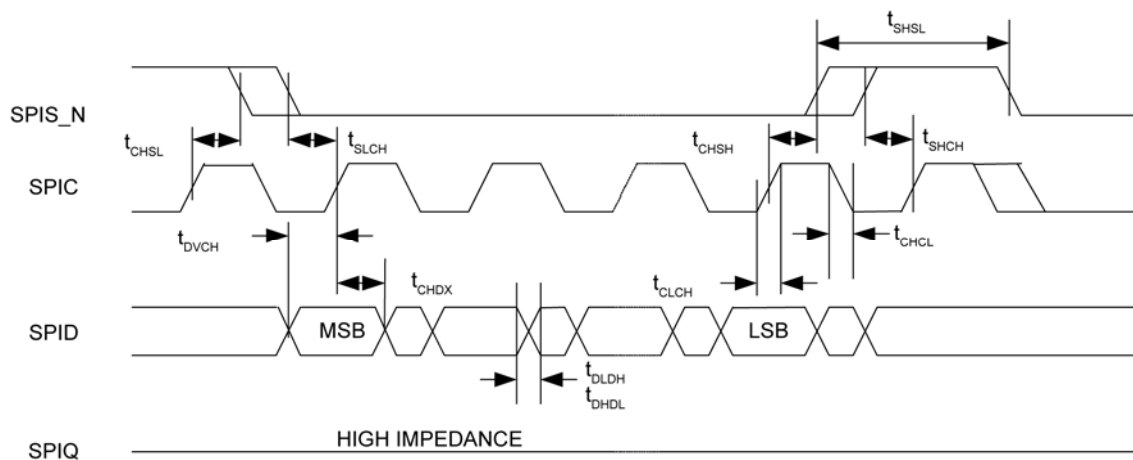 tSHSL
SPIS_N
tCHSL
tSLCH
tCHSH
tSHCH
SPIC
tDVCH
tCHCL
tCHDX
tCLCH
SPID
MSB
LSB
tDLDH
tDHDL
HIGH IMPEDANCE
SPIQ